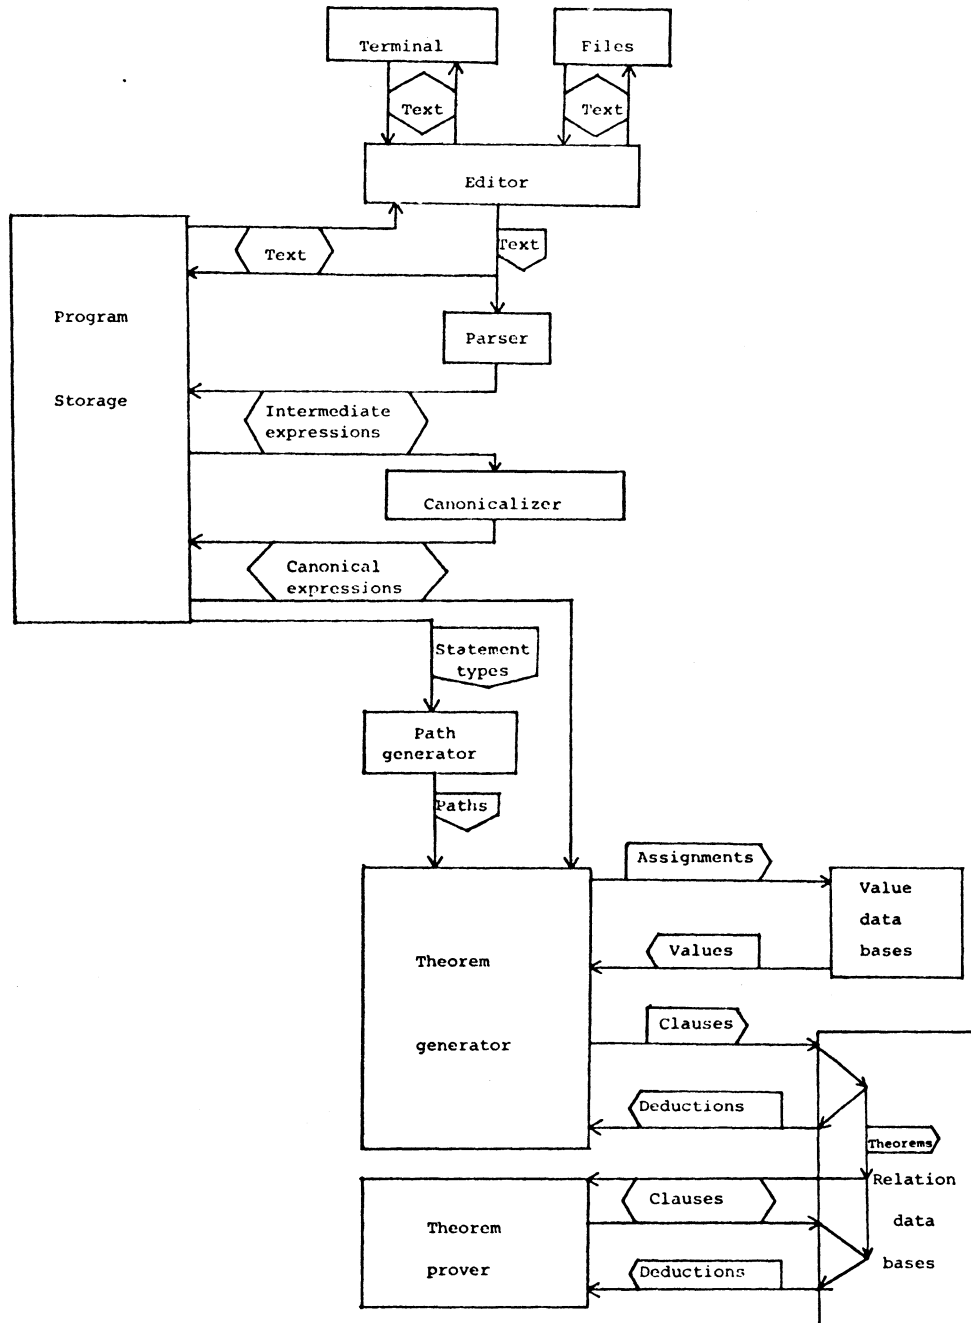 Terminal
Files
Text
Text
Editor
Text
Text
Program
Storage
Parser
Intermediate
expressions
Canonicalizer
Canonical
expressions
Statement
types
Path
generator
Paths
Assignments
Value
data
bases
Values
Theorem
generator
Clauses
Deductions
Theorems
Relation
data
bases
Clauses
Theorem
prover
Deductions